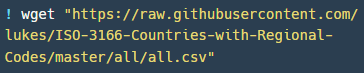 ! wget "https://raw.githubusercontent.com/
lukes/ISO-3166-Countries-with-Regional-
Codes/master/all/all.csv"